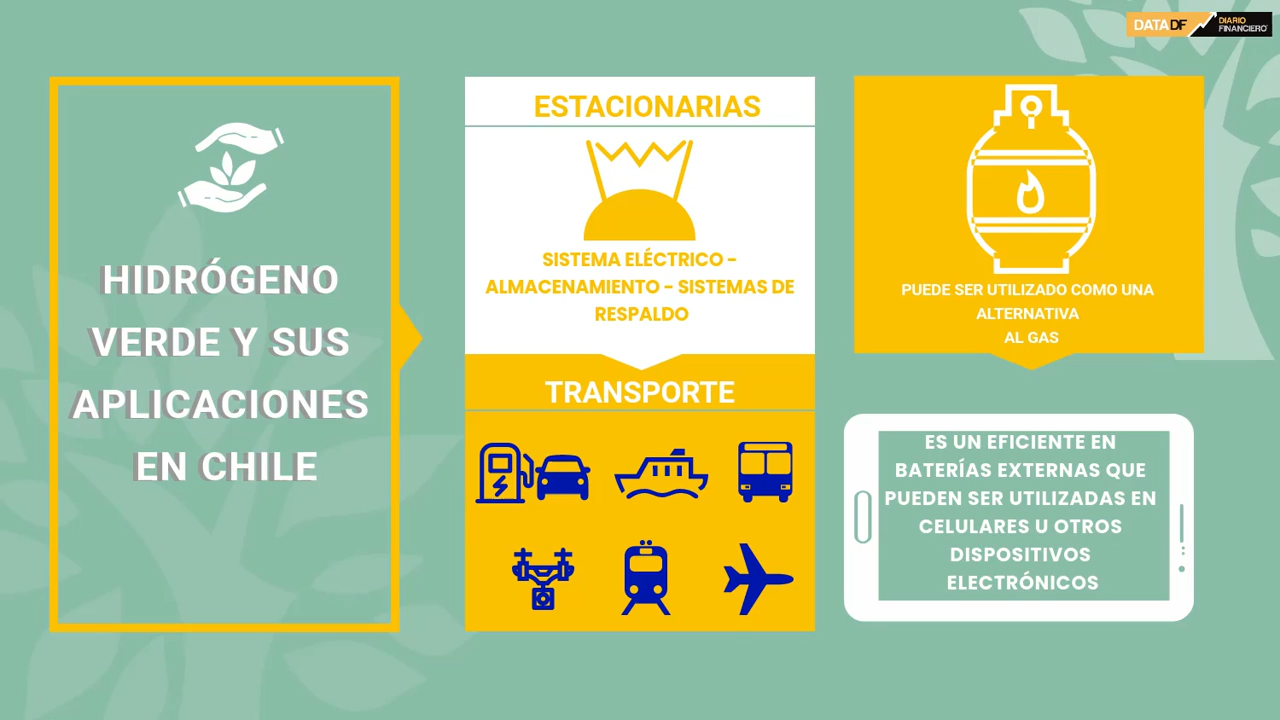 DATA DF
DIARIO
FINANCIERO
HIDRÓGENO
VERDE Y SUS
APLICACIONES
EN CHILE
ESTACIONARIAS
SISTEMA ELÉCTRICO -
ALMACENAMIENTO - SISTEMAS DE
RESPALDO
TRANSPORTE
PUEDE SER UTILIZADO COMO UNA
ALTERNATIVA
AL GAS
ES UN EFICIENTE EN
BATERÍAS EXTERNAS QUE
PUEDEN SER UTILIZADAS EN
CELULARES U OTROS
DISPOSITIVOS
ELECTRÓNICOS